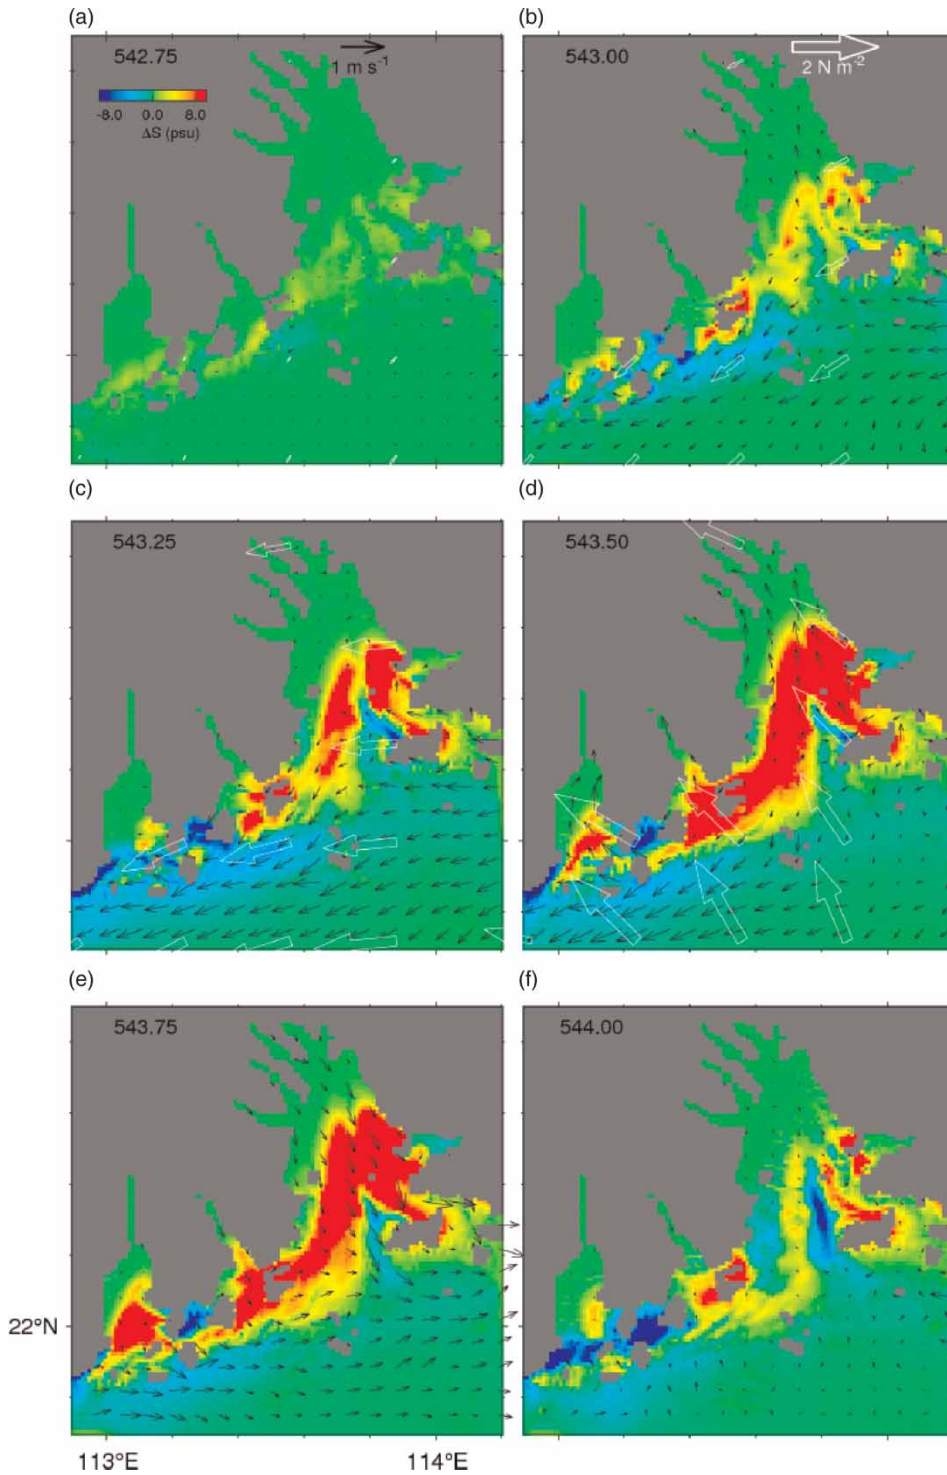 (a)
(b)
542.75
1 m s-1
543.00
2 N m-2
-8.0 0.0 8.0
ΔS (psu)
(c)
(d)
543.25
543.50
(e)
(f)
543.75
544.00
22°N
113°E
114°E